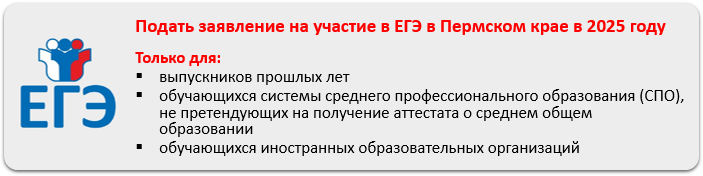 Подать заявление на участие в ЕГЭ в Пермском крае в 2025 году
Только для:
▪ выпускников прошлых лет
▪ обучающихся системы среднего профессионального образования (СПО),
не претендующих на получение аттестата о среднем общем
образовании
▪ обучающихся иностранных образовательных организаций
ЕГЭ